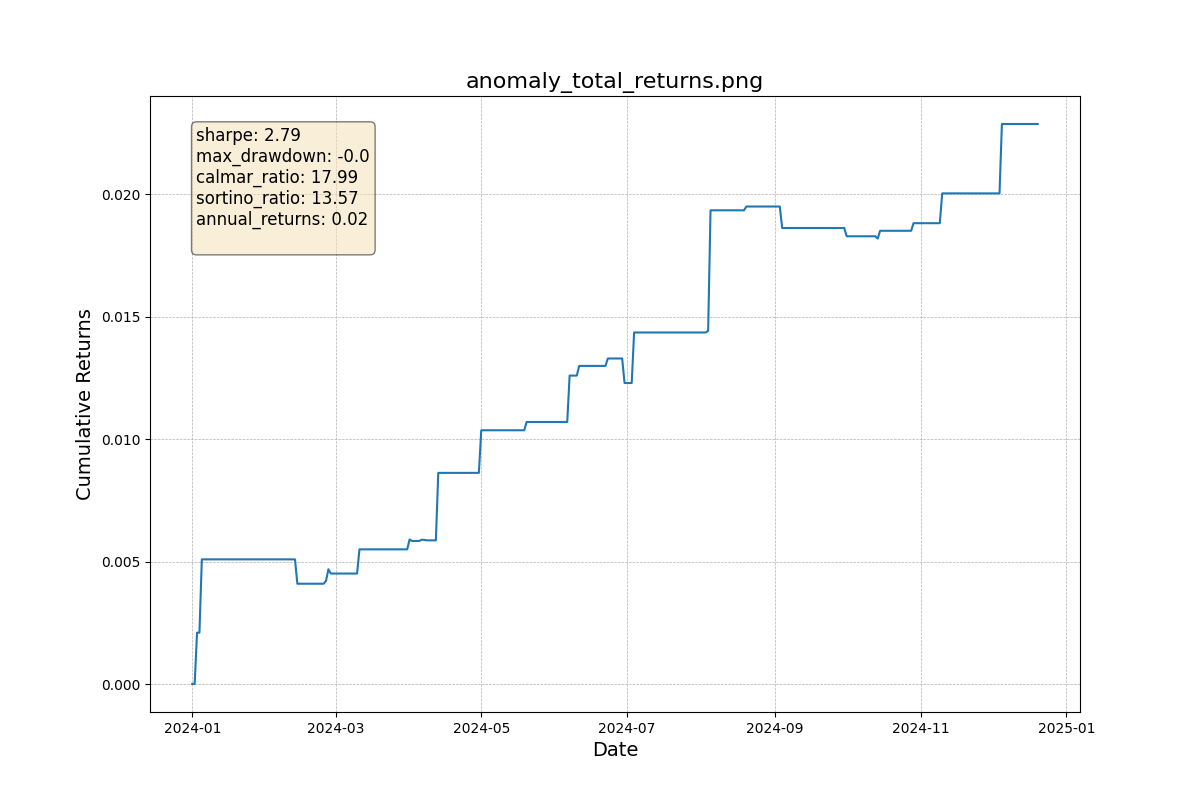 anomaly_total_returns.png
sharpe: 2.79
max_drawdown: -0.0
calmar_ratio: 17.99
sortino_ratio: 13.57
annual_returns: 0.02
Cumulative Returns
0.020
0.015
0.010
0.005
0.000
2024-01 2024-03 2024-05 2024-07 2024-09 2024-11 2025-01
Date